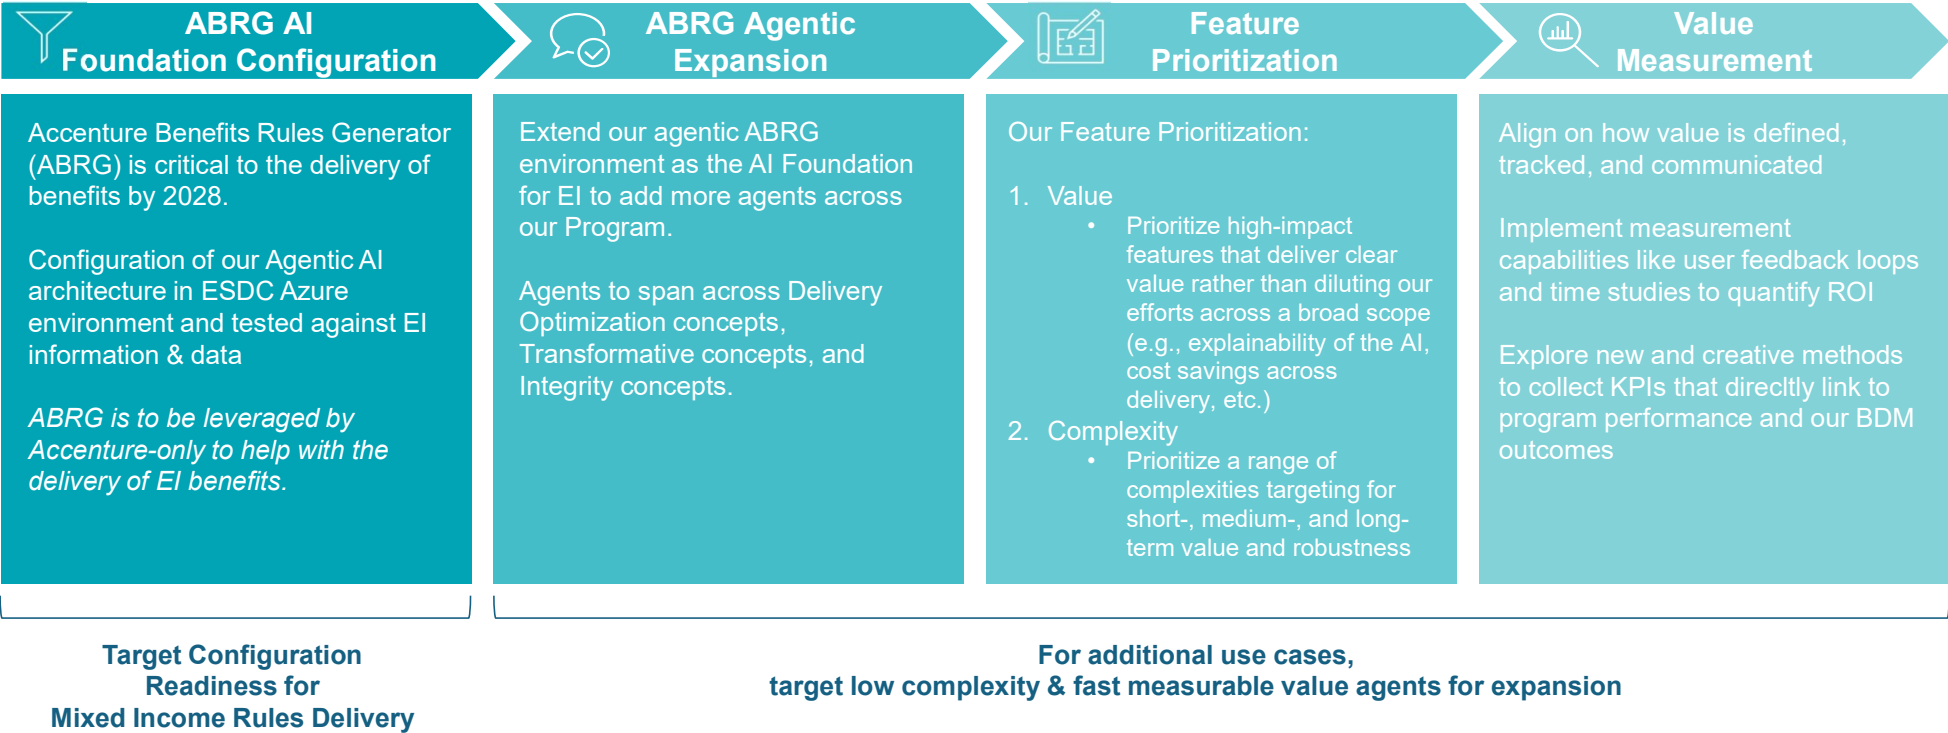 ABRG AI
Foundation Configuration
ABRG Agentic
Expansion
Feature
Prioritization
Value
Measurement
Accenture Benefits Rules Generator
(ABRG) is critical to the delivery of
benefits by 2028.
Configuration of our Agentic AI
architecture in ESDC Azure
environment and tested against EI
information & data
ABRG is to be leveraged by
Accenture-only to help with the
delivery of EI benefits.
Extend our agentic ABRG
environment as the AI Foundation
for EI to add more agents across
our Program.
Agents to span across Delivery
Optimization concepts,
Transformative concepts, and
Integrity concepts.
Our Feature Prioritization:
1. Value
• Prioritize high-impact
features that deliver clear
value rather than diluting our
efforts across a broad scope
(e.g., explainability of the AI,
cost savings across
delivery, etc.)
2. Complexity
• Prioritize a range of
complexities targeting for
short-, medium-, and long-
term value and robustness
Align on how value is defined,
tracked, and communicated
Implement measurement
capabilities like user feedback loops
and time studies to quantify ROI
Explore new and creative methods
to collect KPIs that direcltly link to
program performance and our BDM
outcomes
Target Configuration
Readiness for
Mixed Income Rules Delivery
For additional use cases,
target low complexity & fast measurable value agents for expansion